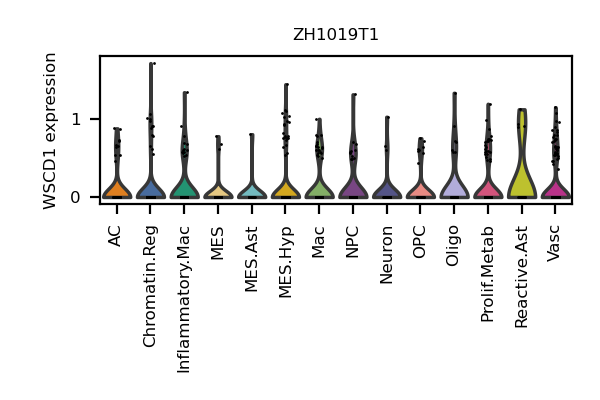 ZH1019T1
WSCD1 expression
1
0
AC
Chromatin.Reg
Inflammatory.Mac
MES
MES.Ast
MES.Hyp
Mac
NPC
Neuron
OPC
Oligo
Prolif.Metab
Reactive.Ast
Vasc